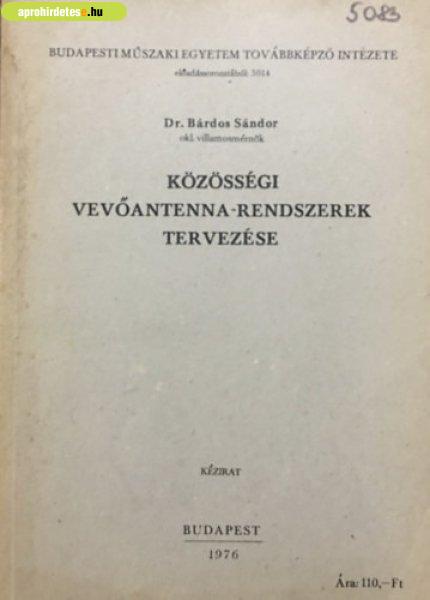 aprohirdetes.hu
5083
BUDAPESTI MŰSZAKI EGYETEM TOVÁBBKÉPZŐ INTÉZETE
előadássorozatából: 5014
Dr. Bárdos Sándor
okl. villamosmérnök
KÖZÖSSÉGI
VEVŐANTENNA-RENDSZEREK
TERVEZÉSE
KÉZIRAT
BUDAPEST
1976
Ára: 110,—Ft